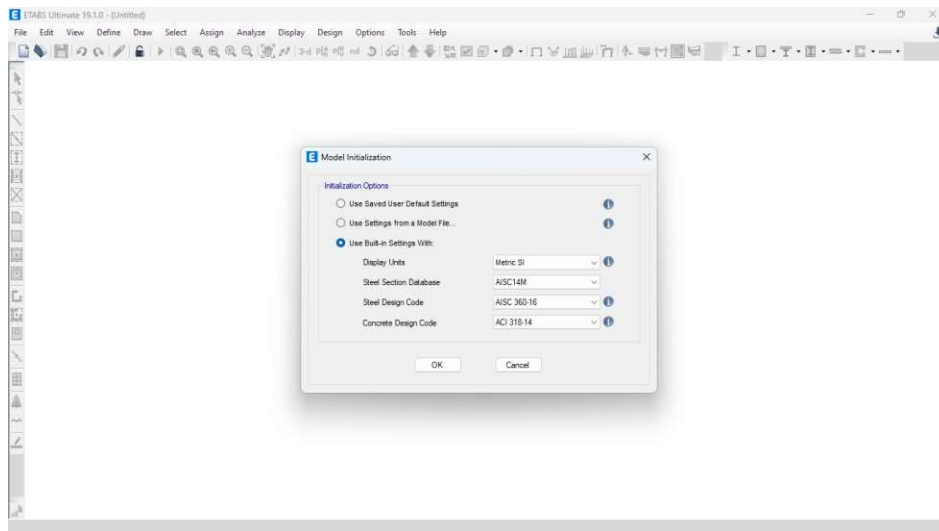 ETABS Ultimate 19.1.0 - (Untitled)
File Edit View Define Draw Select Assign Analyze Display Design Options Tools Help
3-d
nd
E Model Initialization
Initialization Options
Use Saved User Default Settings
Use Settings from a Model File...
Use Built-in Settings With:
Display Units Metric SI
Steel Section Database AISC14M
Steel Design Code AISC 360-16
Concrete Design Code ACI 318-14
OK Cancel